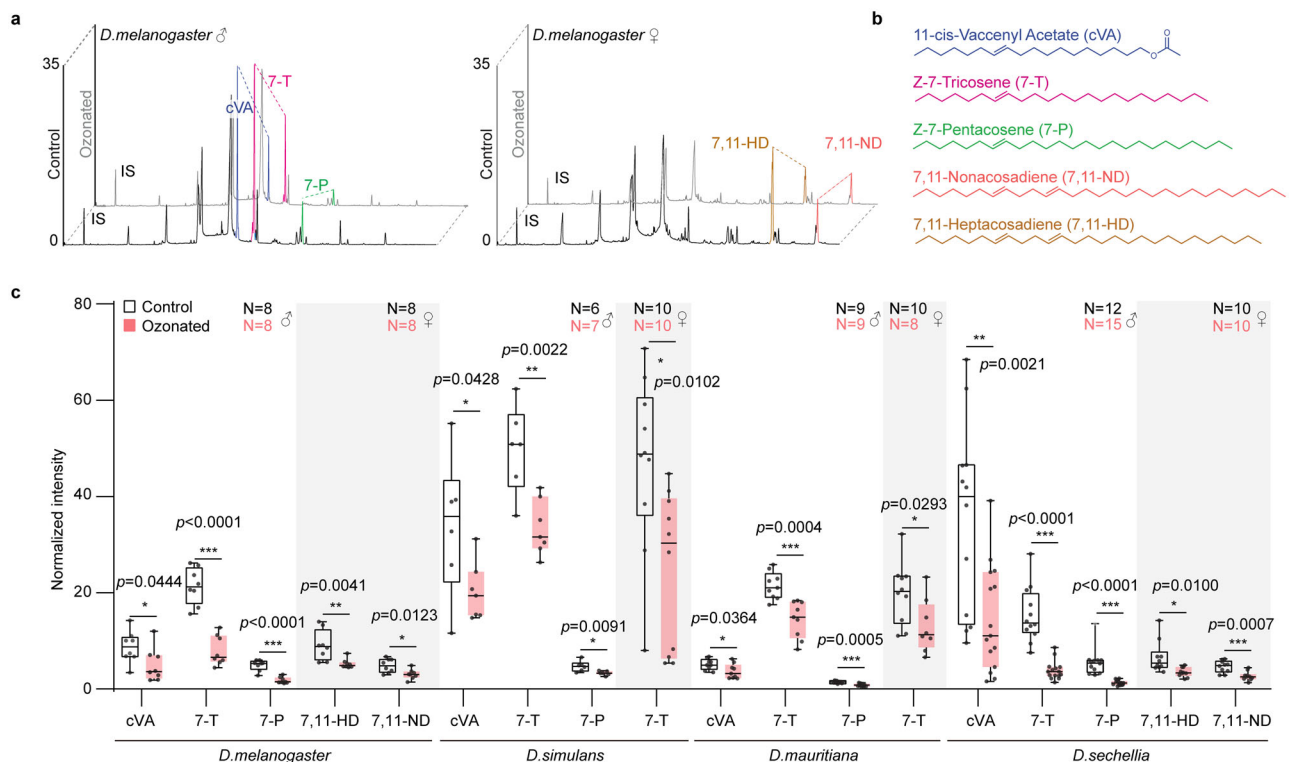 a
D.melanogaster ♂
35
Control
Ozonated
0
IS
IS
cVA
7-T
7-P
D.melanogaster ♀
35
Control
Ozonated
0
IS
IS
7,11-HD
7,11-ND
b
11-cis-Vaccenyl Acetate (cVA)
O
O
Z-7-Tricosene (7-T)
Z-7-Pentacosene (7-P)
7,11-Nonacosadiene (7,11-ND)
7,11-Heptacosadiene (7,11-HD)
c
Normalized intensity
80
60
40
20
0
Control
Ozonated
N=8
N=8 ♂
N=8
N=8 ♀
N=6
N=7 ♂
N=10
N=10 ♀
N=9
N=9 ♂
N=10
N=8 ♀
N=12
N=15 ♂
N=10
N=10 ♀
p=0.0444
*
p<0.0001
***
p<0.0001
***
p=0.0041
**
p=0.0123
*
p=0.0428
*
p=0.0022
**
p=0.0091
*
*
p=0.0102
p=0.0364
*
p=0.0004
***
p=0.0005
***
p=0.0293
*
**
p=0.0021
p<0.0001
***
p<0.0001
***
p=0.0100
*
p=0.0007
***
cVA 7-T 7-P 7,11-HD 7,11-ND cVA 7-T 7-P 7-T cVA 7-T 7-P 7-T cVA 7-T 7-P 7,11-HD 7,11-ND
D.melanogaster D.simulans D.mauritiana D.sechellia